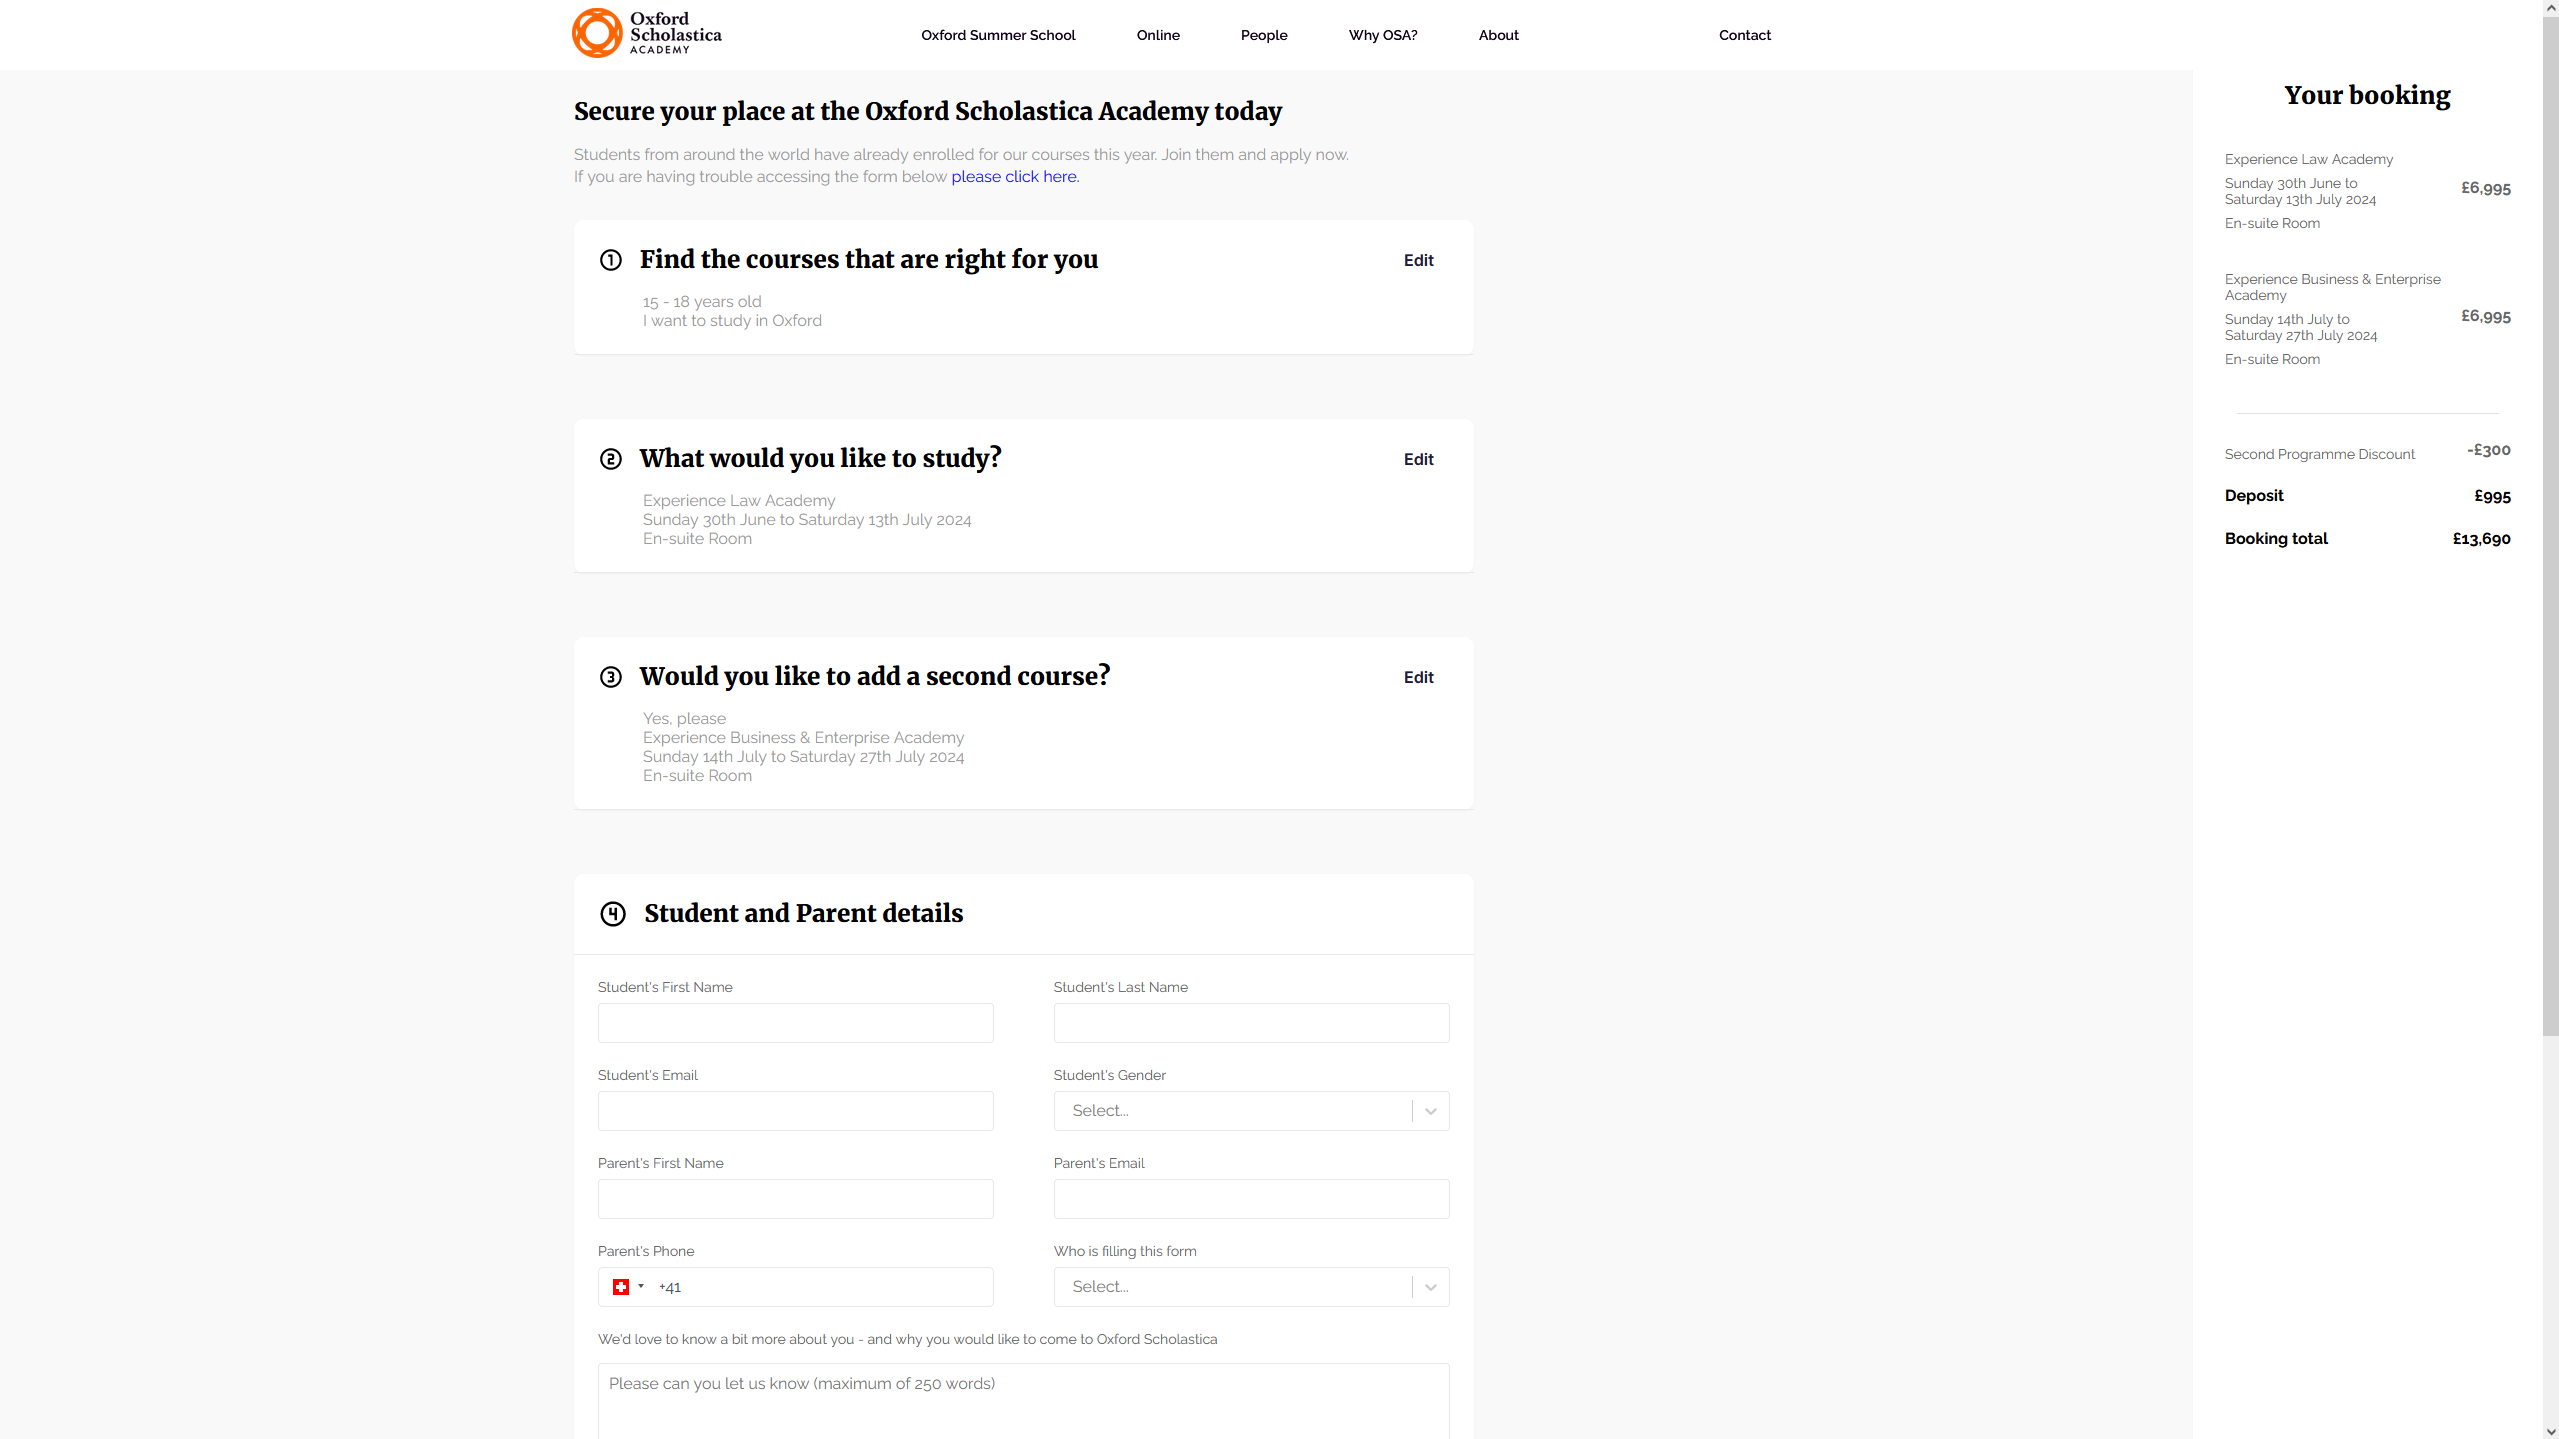 Oxford
Scholastica
ACADEMY
Oxford Summer School
Online
People
Why OSA?
About
Contact
Secure your place at the Oxford Scholastica Academy today
Students from around the world have already enrolled for our courses this year. Join them and apply now.
If you are having trouble accessing the form below please click here.
1 Find the courses that are right for you
Edit
15 - 18 years old
I want to study in Oxford
2 What would you like to study?
Edit
Experience Law Academy
Sunday 30th June to Saturday 13th July 2024
En-suite Room
3 Would you like to add a second course?
Edit
Yes, please
Experience Business & Enterprise Academy
Sunday 14th July to Saturday 27th July 2024
En-suite Room
4 Student and Parent details
Student's First Name
Student's Last Name
Student's Email
Student's Gender
Select...
Parent's First Name
Parent's Email
Parent's Phone
+41
Who is filling this form
Select...
We'd love to know a bit more about you - and why you would like to come to Oxford Scholastica
Please can you let us know (maximum of 250 words)
Your booking
Experience Law Academy
Sunday 30th June to
Saturday 13th July 2024
£6,995
En-suite Room
Experience Business & Enterprise
Academy
Sunday 14th July to
Saturday 27th July 2024
£6,995
En-suite Room
Second Programme Discount
-£300
Deposit
£995
Booking total
£13,690